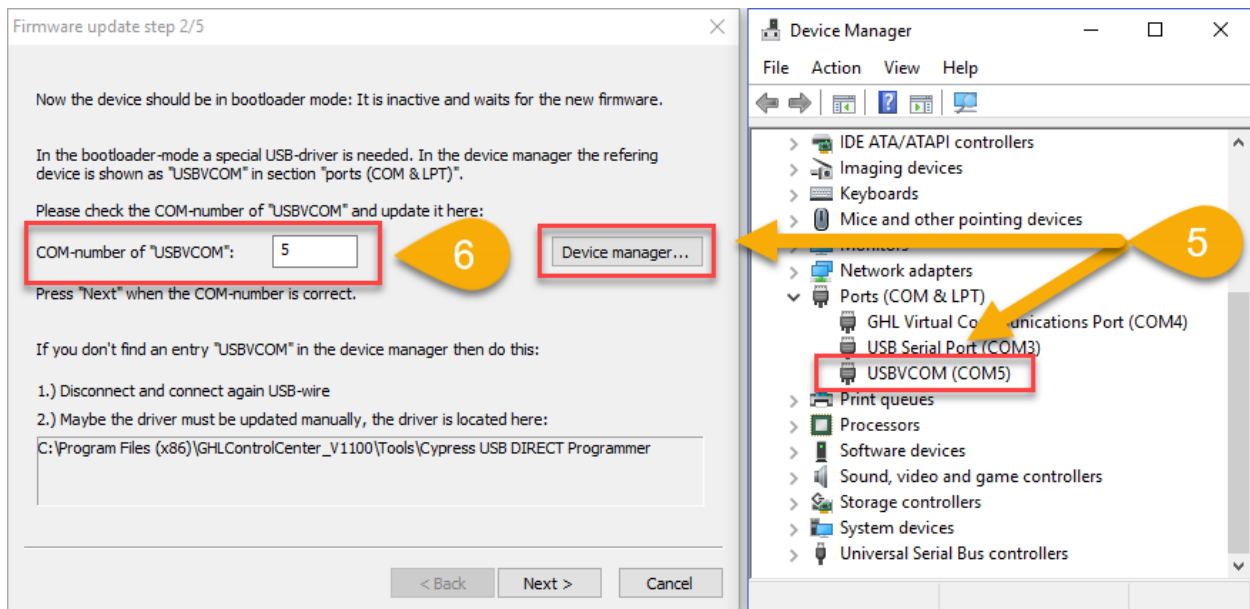 Firmware update step 2/5
Now the device should be in bootloader mode: It is inactive and waits for the new firmware.
In the bootloader-mode a special USB-driver is needed. In the device manager the refering
device is shown as "USBVCOM" in section "ports (COM & LPT)".
Please check the COM-number of "USBVCOM" and update it here:
COM-number of "USBVCOM":
5
6
Device manager...
Press "Next" when the COM-number is correct.
If you don't find an entry "USBVCOM" in the device manager then do this:
1.) Disconnect and connect again USB-wire
2.) Maybe the driver must be updated manually, the driver is located here:
C:\Program Files (x86)\GHLControlCenter_V1100\Tools\Cypress USB DIRECT Programmer
< Back
Next >
Cancel
Device Manager
File Action View Help
IDE ATA/ATAPI controllers
Imaging devices
Keyboards
Mice and other pointing devices
5
Network adapters
Ports (COM & LPT)
GHL Virtual Port (COM4)
USB Serial Port (COM3)
USBVCOM (COM5)
Print queues
Processors
Software devices
Sound, video and game controllers
Storage controllers
System devices
Universal Serial Bus controllers